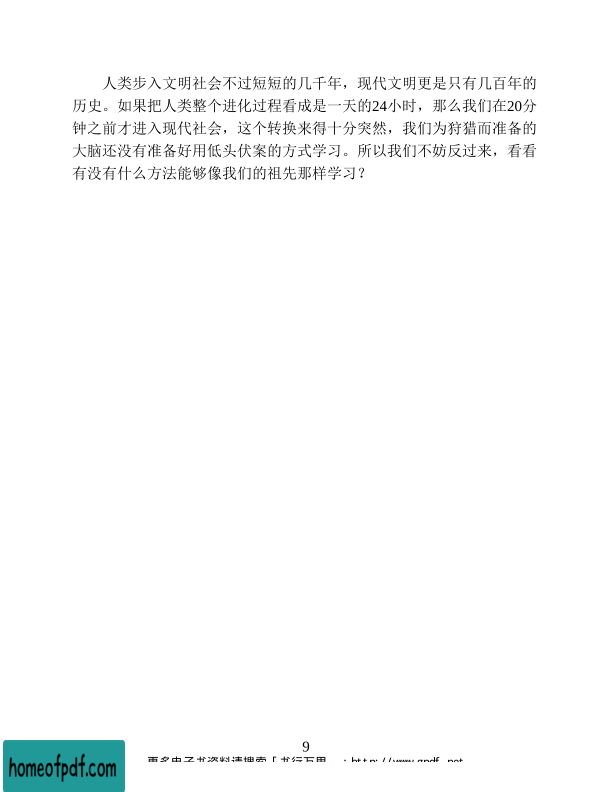 人类步入文明社会不过短短的几千年，现代文明更是只有几百年的
历史。如果把人类整个进化过程看成是一天的24小时，那么我们在20分
钟之前才进入现代社会，这个转换来得十分突然，我们为狩猎而准备的
大脑还没有准备好用低头伏案的方式学习。所以我们不妨反过来，看看
有没有什么方法能够像我们的祖先那样学习？
9
更多电子书资料请搜索「书行万里
homeofpdf.com